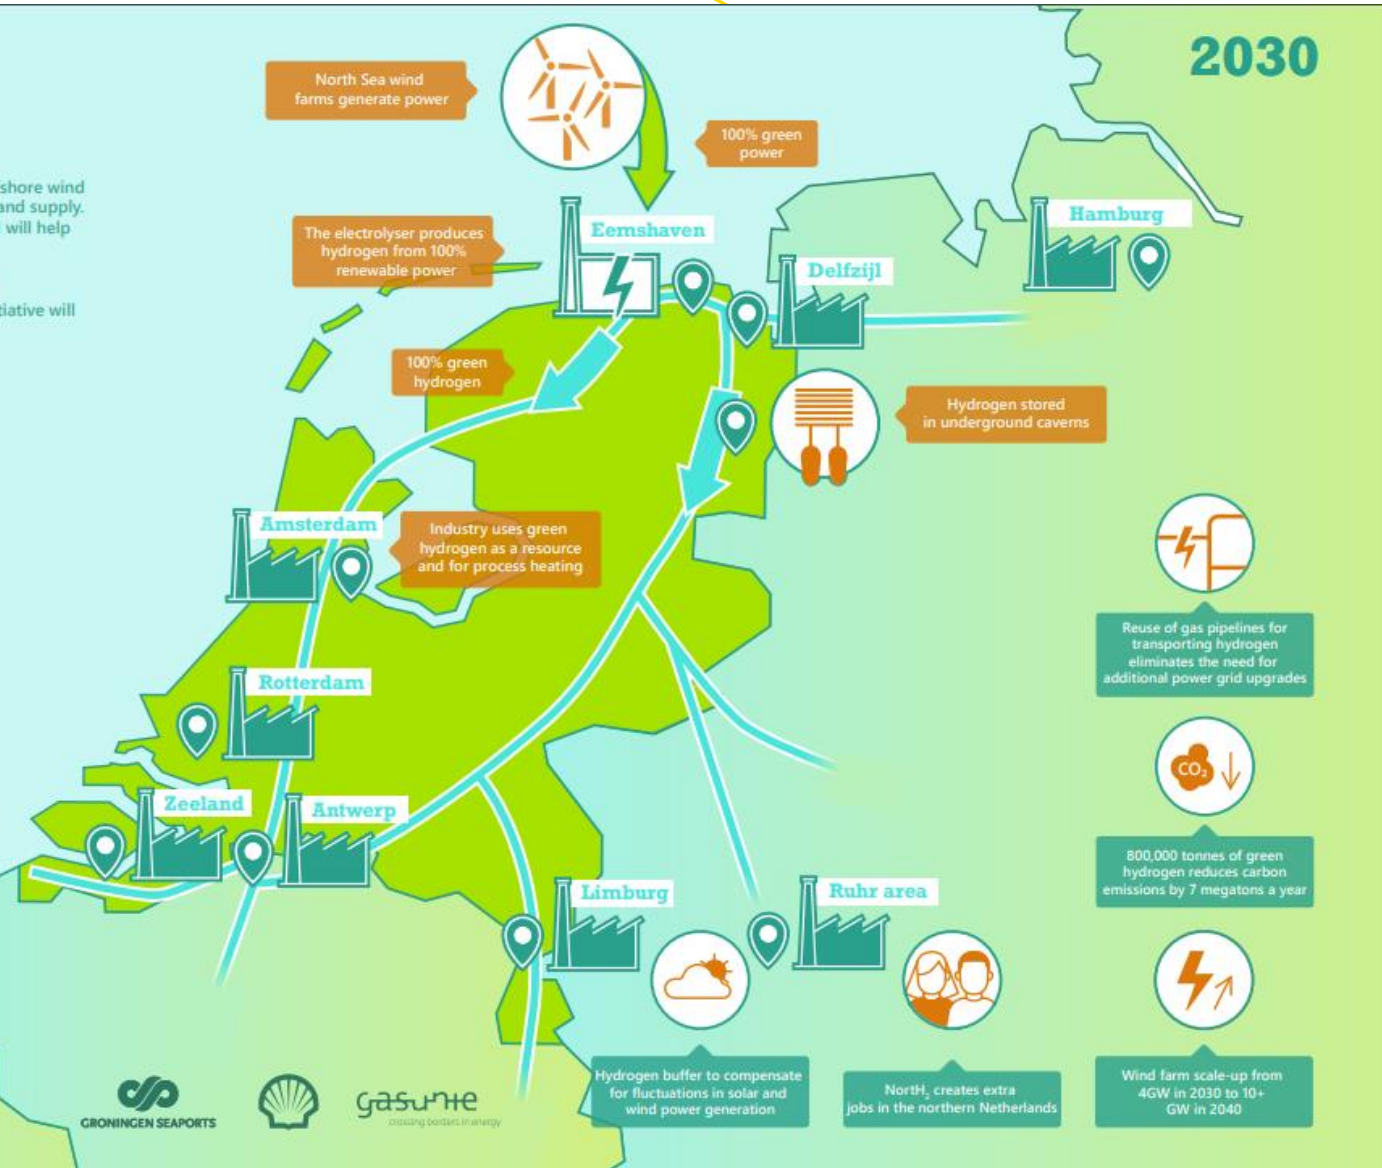 2030
North Sea wind
farms generate power
100% green
power
shore wind
and supply.
will help
tiative will
The electrolyser produces
hydrogen from 100%
renewable power
Eemshaven
Delfzijl
Hamburg
100% green
hydrogen
Hydrogen stored
in underground caverns
Amsterdam
Industry uses green
hydrogen as a resource
and for process heating
Reuse of gas pipelines for
transporting hydrogen
eliminates the need for
additional power grid upgrades
Rotterdam
CO₂
Zeeland
Antwerp
800,000 tonnes of green
hydrogen reduces carbon
emissions by 7 megatons a year
Limburg
Ruhr area
Hydrogen buffer to compensate
for fluctuations in solar and
wind power generation
NortH₂ creates extra
jobs in the northern Netherlands
Wind farm scale-up from
4GW in 2030 to 10+
GW in 2040
GRONINGEN SEAPORTS
gasunie
crossing borders in energy